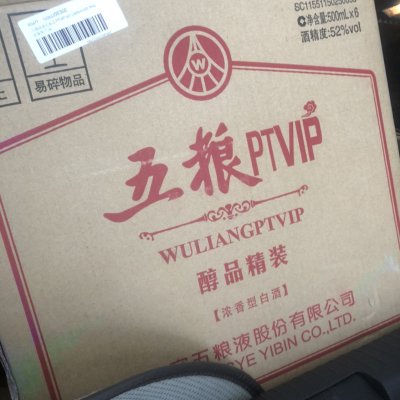 净含量:500mL×6
酒精度:52%vol
易碎物品
W
五粮PTVIP
WULIANGPTVIP
醇品精装
【浓香型白酒】
五粮液股份有限公司
YE YIBIN CO.,LTD.